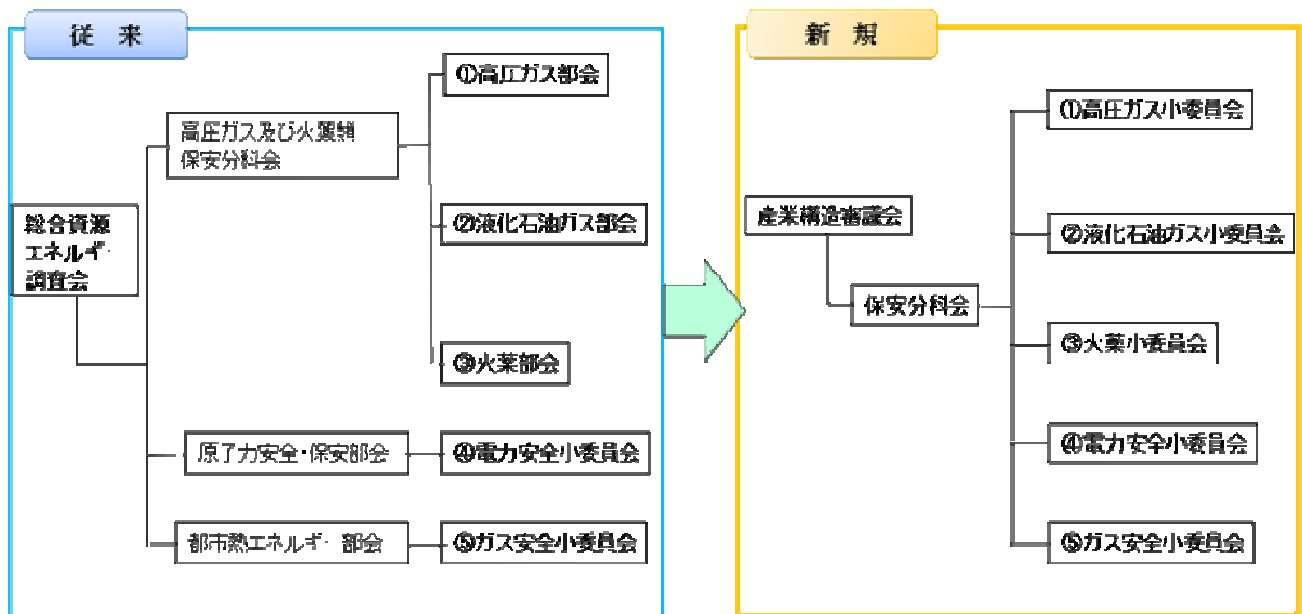 従 来
①高圧ガス部会
高圧ガス及び火薬類
保安分科会
②液化石油ガス部会
総合資源
エネルギー
調査会
③火薬部会
原子力安全・保安部会
④電力安全小委員会
都市熱エネルギー部会
⑤ガス安全小委員会
新 規
①高圧ガス小委員会
産業構造審議会
②液化石油ガス小委員会
保安分科会
③火薬小委員会
④電力安全小委員会
⑤ガス安全小委員会